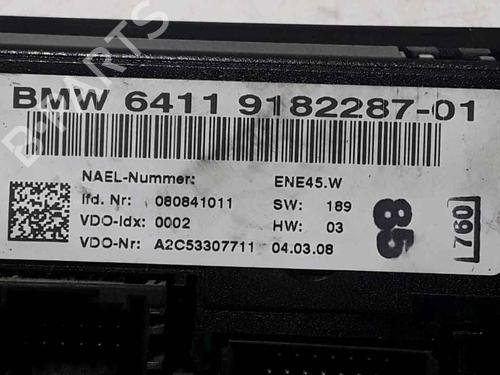 BMW 6411 9182287-01
NAEL-Nummer: ENE45.W
lfd. Nr: 080841011 SW: 189
VDO-Idx: 0002 HW: 03
VDO-Nr: A2C53307711 04.03.08
85
760